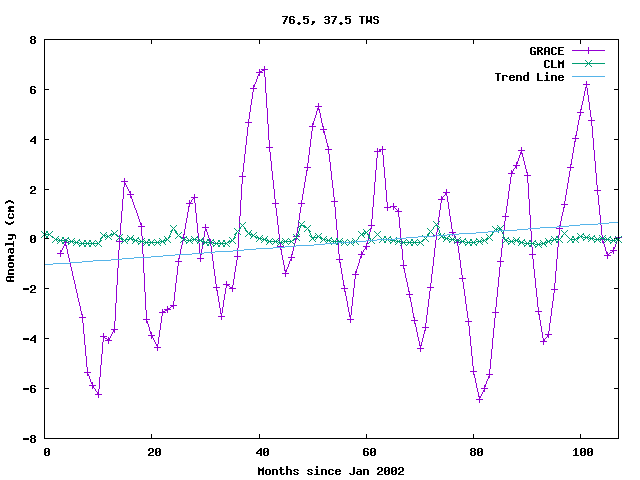 76.5, 37.5 TWS
GRACE
CLM
Trend Line
8
6
4
2
0
-2
-4
-6
-8
Anomaly (cm)
0 20 40 60 80 100
Months since Jan 2002